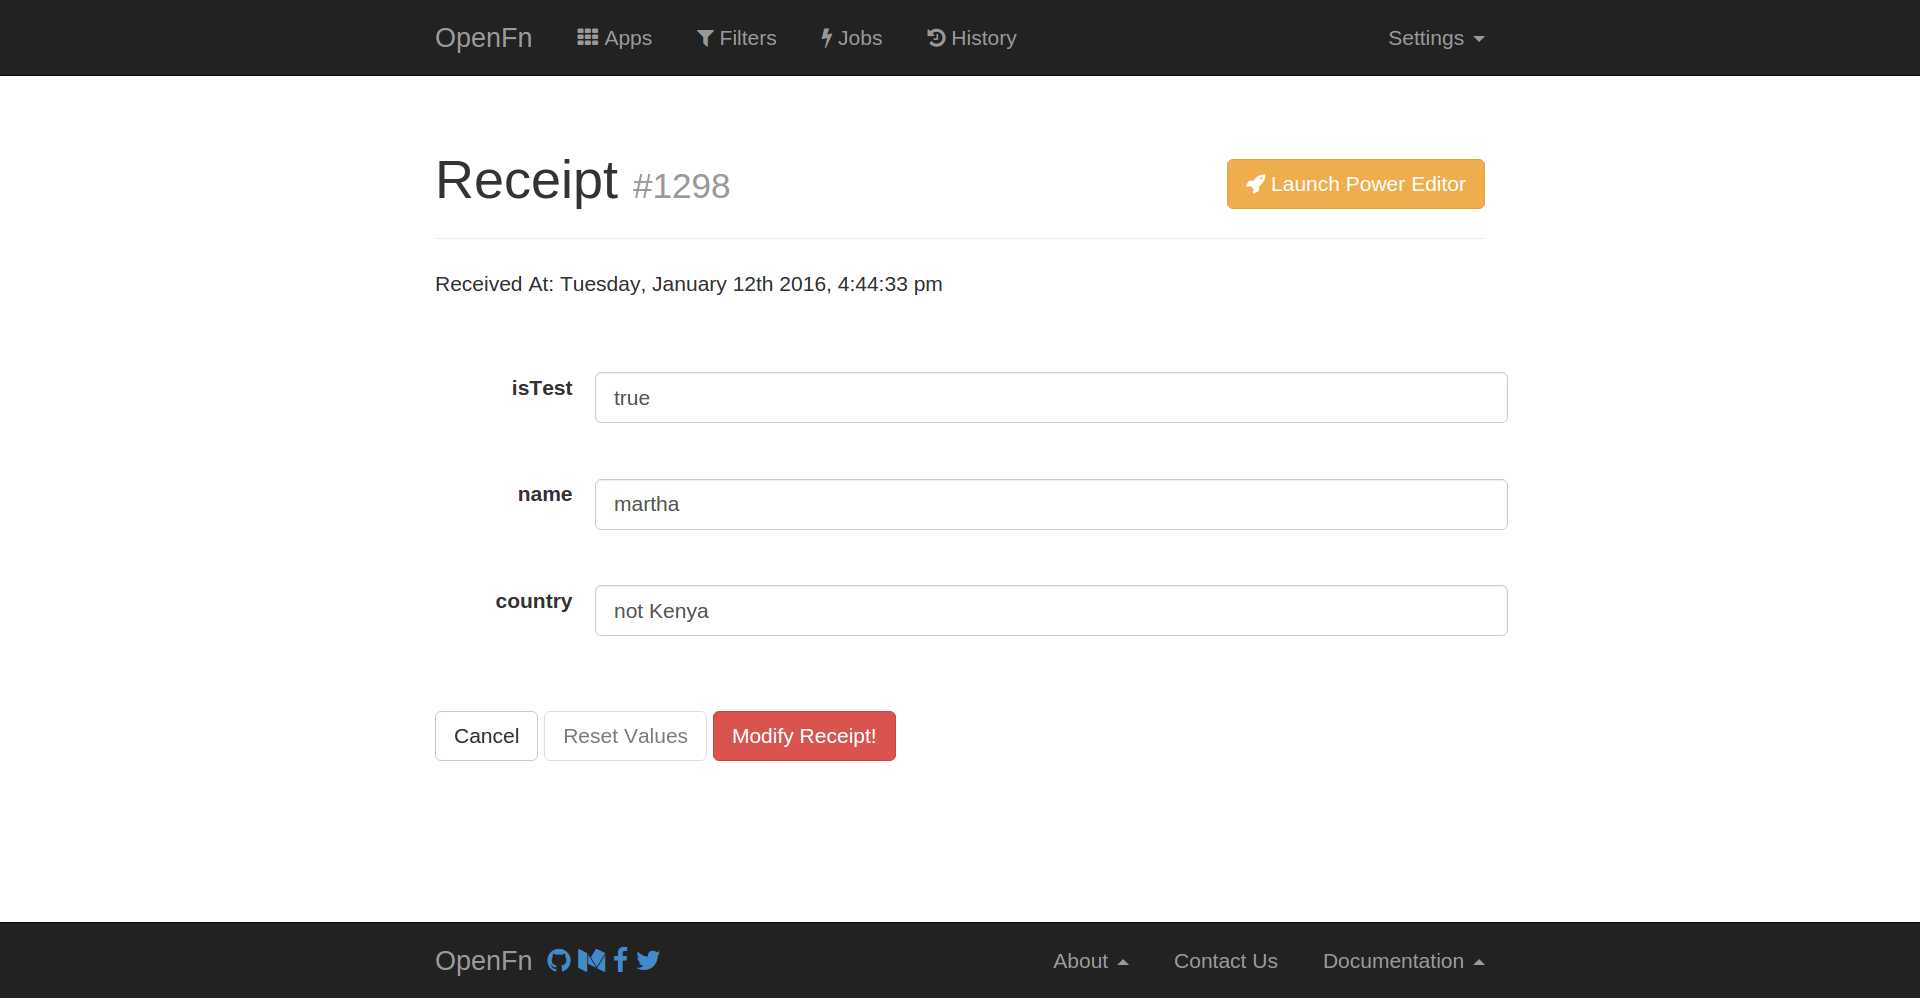 OpenFn Apps Filters Jobs History Settings
Receipt #1298
Launch Power Editor
Received At: Tuesday, January 12th 2016, 4:44:33 pm
isTest true
name martha
country not Kenya
Cancel Reset Values Modify Receipt!
OpenFn About Contact Us Documentation